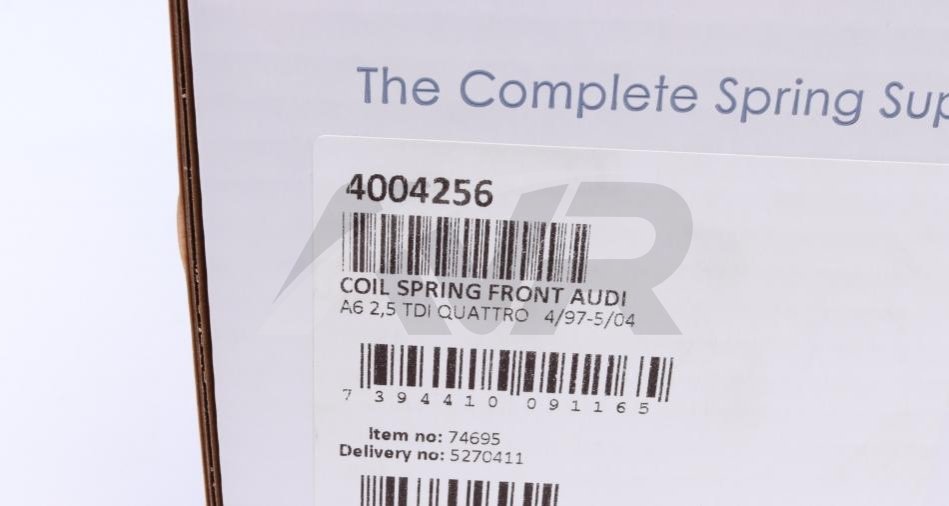 The Complete Spring Sup
4004256
AJR
COIL SPRING FRONT AUDI
A6 2,5 TDI QUATTRO 4/97-5/04
7 394410 091165
Item no: 74695
Delivery no: 5270411